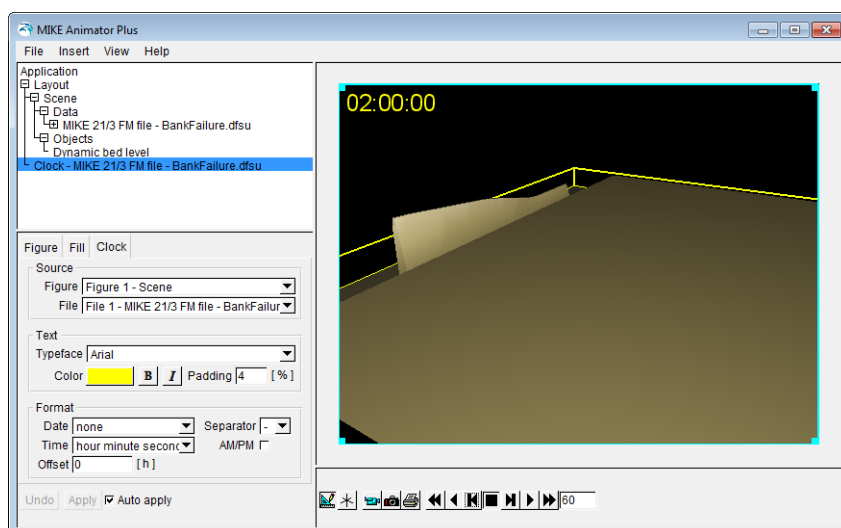 MIKE Animator Plus
File Insert View Help
Application
Layout
Scene
Data
MIKE 21/3 FM file - BankFailure.dfsu
Objects
Dynamic bed level
Clock - MIKE 21/3 FM file - BankFailure.dfsu
02:00:00
Figure Fill Clock
Source
Figure Figure 1 - Scene
File File 1 - MIKE 21/3 FM file - BankFailur
Text
Typeface Arial
Color B I Padding 4 [ % ]
Format
Date none Separator -
Time hour minute second AM/PM
Offset 0 [ h ]
Undo Apply Auto apply
60